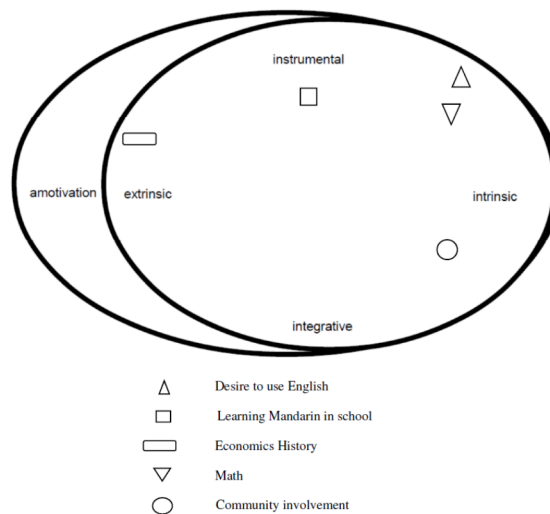 instrumental
amotivation
extrinsic
intrinsic
integrative
Desire to use English
Learning Mandarin in school
Economics History
Math
Community involvement